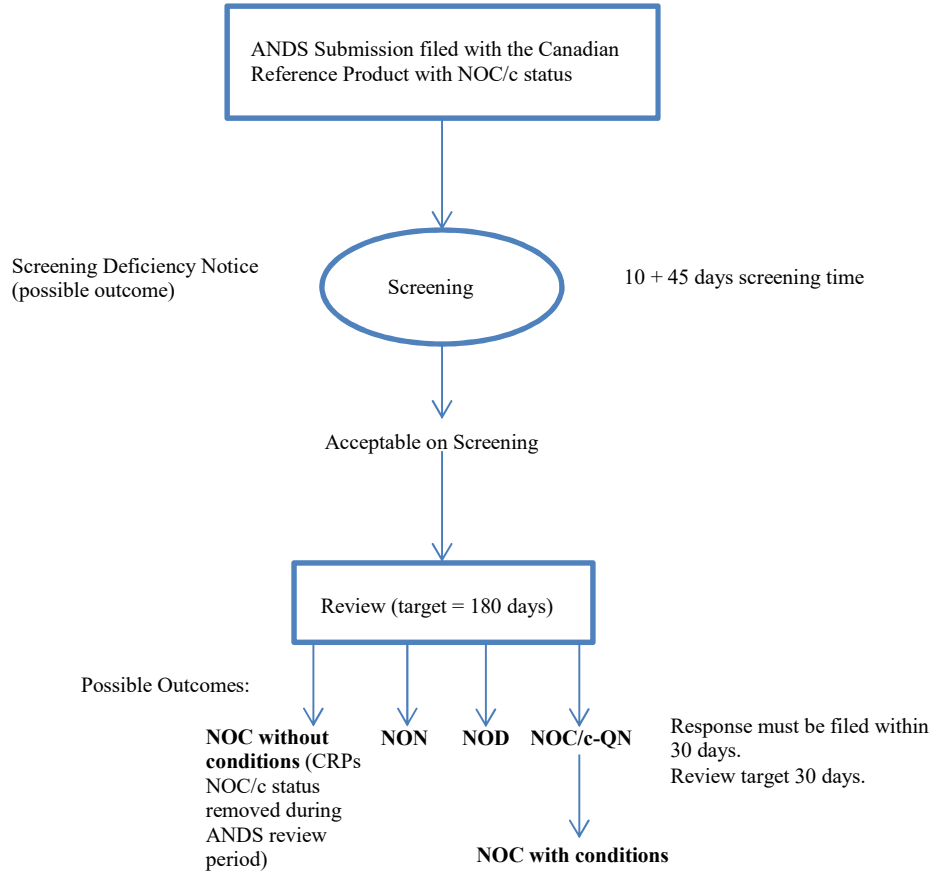 ANDS Submission filed with the Canadian
Reference Product with NOC/c status
Screening Deficiency Notice
(possible outcome)
Screening
10 + 45 days screening time
Acceptable on Screening
Review (target = 180 days)
Possible Outcomes:
NOC without
conditions (CRPs
NOC/c status
removed during
ANDS review
period)
NON
NOD
NOC/c-QN
Response must be filed within
30 days.
Review target 30 days.
NOC with conditions